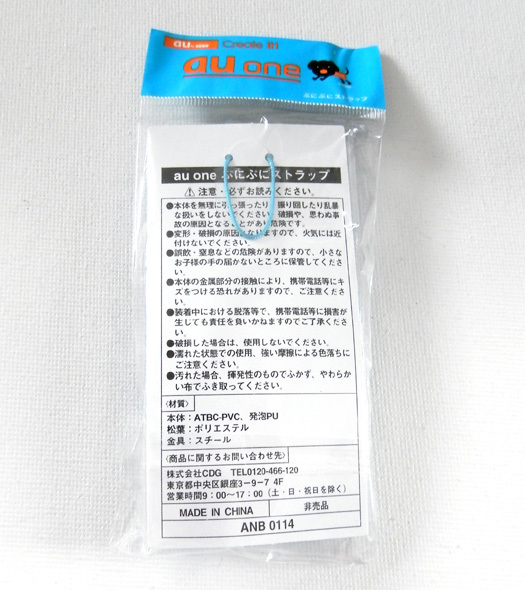 au one
au one
ぷにぷにストラップ
au one ぷにぷにストラップ
⚠注意・必ずお読みください。
●本体を無理に引っ張ったり、振り回したり乱暴
な扱いをしないでください。破損や、思わぬ事
故の原因となることがあり危険です。
●変形・破損の原因となりますので、火気には近
付けないでください。
●誤飲・窒息などの危険がありますので、小さな
お子様の手の届かないところに保管してくださ
い。
●本体の金属部分の接触により、携帯電話等にキ
ズをつける恐れがありますので、ご注意くださ
い。
●装着中における脱落等で、携帯電話等に損害が
生じても責任を負いかねますのでご了承くださ
い。
●破損した場合は、使用しないでください。
●濡れた状態での使用、強い摩擦による色落ちに
ご注意ください。
●汚れた場合、揮発性のものでふかず、やわらか
い布でふき取ってください。
〈材質〉
本体：ATBC-PVC、発泡PU
松葉：ポリエステル
金具：スチール
〈商品に関するお問い合わせ先〉
株式会社CDG TEL0120-466-120
東京都中央区銀座3-9-7 4F
営業時間9：00～17：00（土・日・祝日を除く）
MADE IN CHINA 非売品
ANB 0114